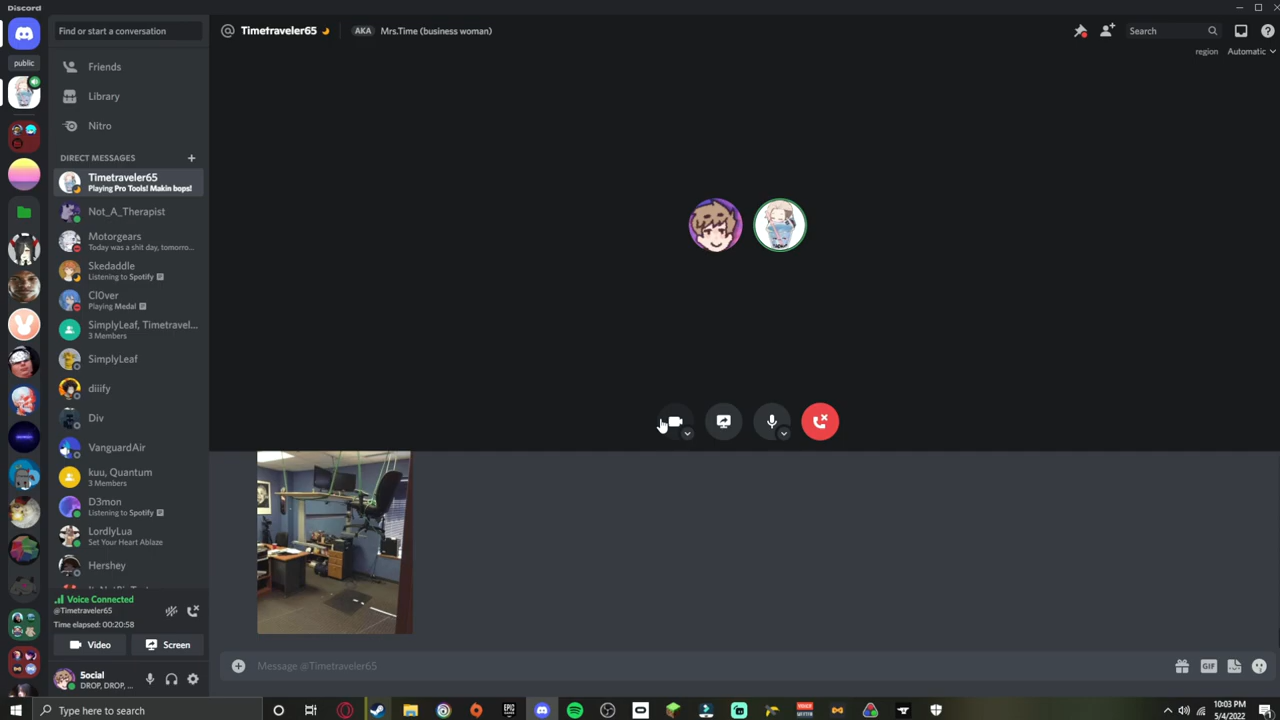 Discord
Find or start a conversation
Timetraveler65
AKA
Mrs.Time (business woman)
Search
region
Automatic
public
Friends
Library
Nitro
DIRECT MESSAGES
Timetraveler65
Playing Pro Tools! Makin bops!
Not_A_Therapist
Motorgears
Today was a shit day, tomorro...
Skedaddle
Listening to Spotify
Cl0ver
Playing Medal
SimplyLeaf, Timetravel...
3 Members
SimplyLeaf
diiify
Div
VanguardAir
kuu, Quantum
3 Members
D3mon
Listening to Spotify
LordlyLua
Set Your Heart Ablaze
Hershey
Voice Connected
@Timetraveler65
Time elapsed: 00:20:58
Video
Screen
Social
DROP, DROP, ...
Message @Timetraveler65
GIF
Type here to search
EPIC
10:03 PM
5/4/2022